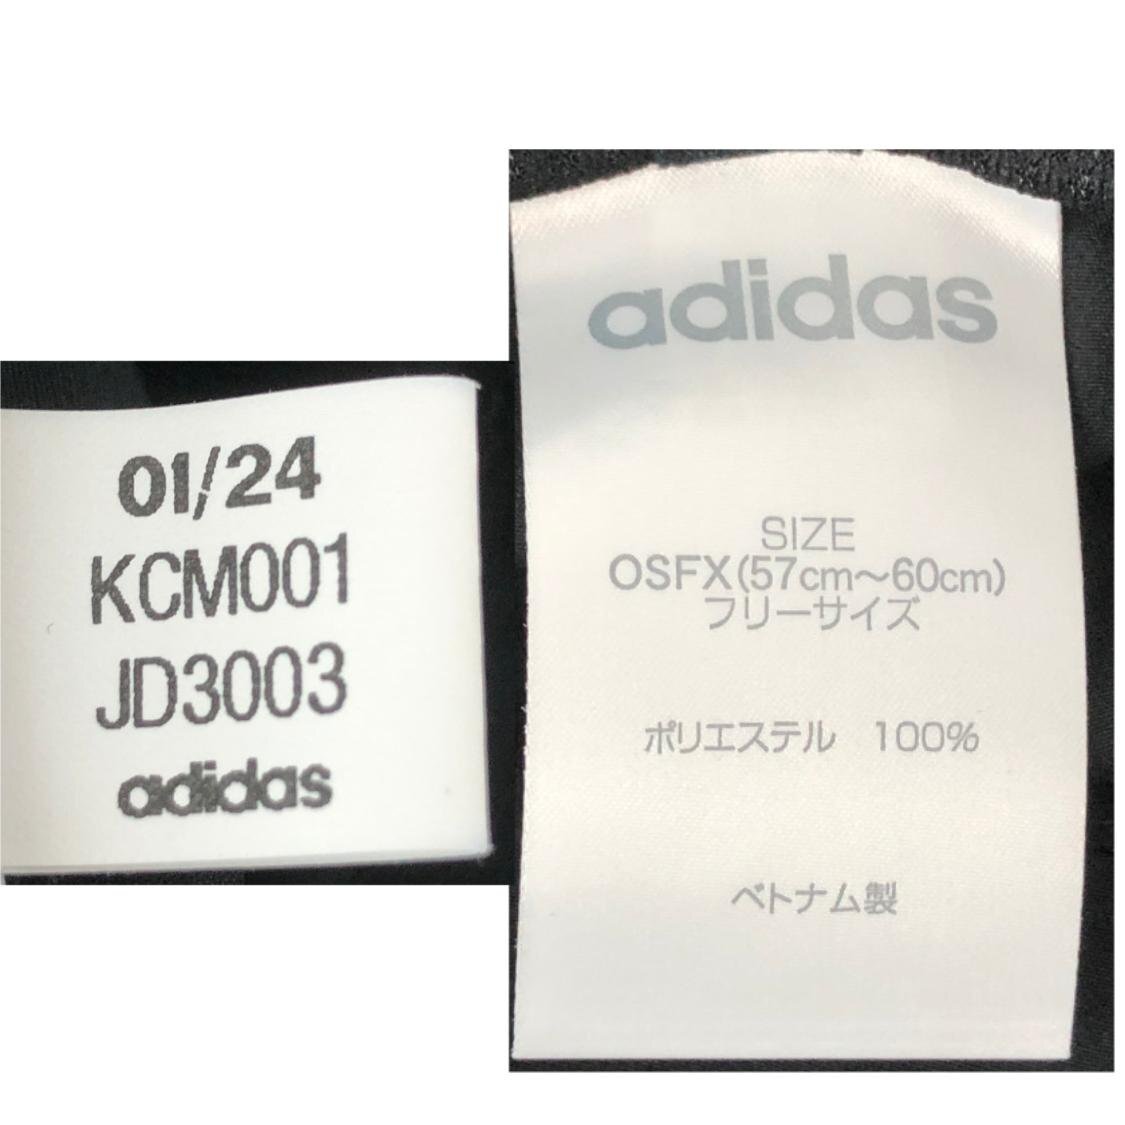 01/24
KCM001
JD3003
adidas
adidas
SIZE
OSFX(57cm～60cm)
フリーサイズ
ポリエステル　100%
ベトナム製